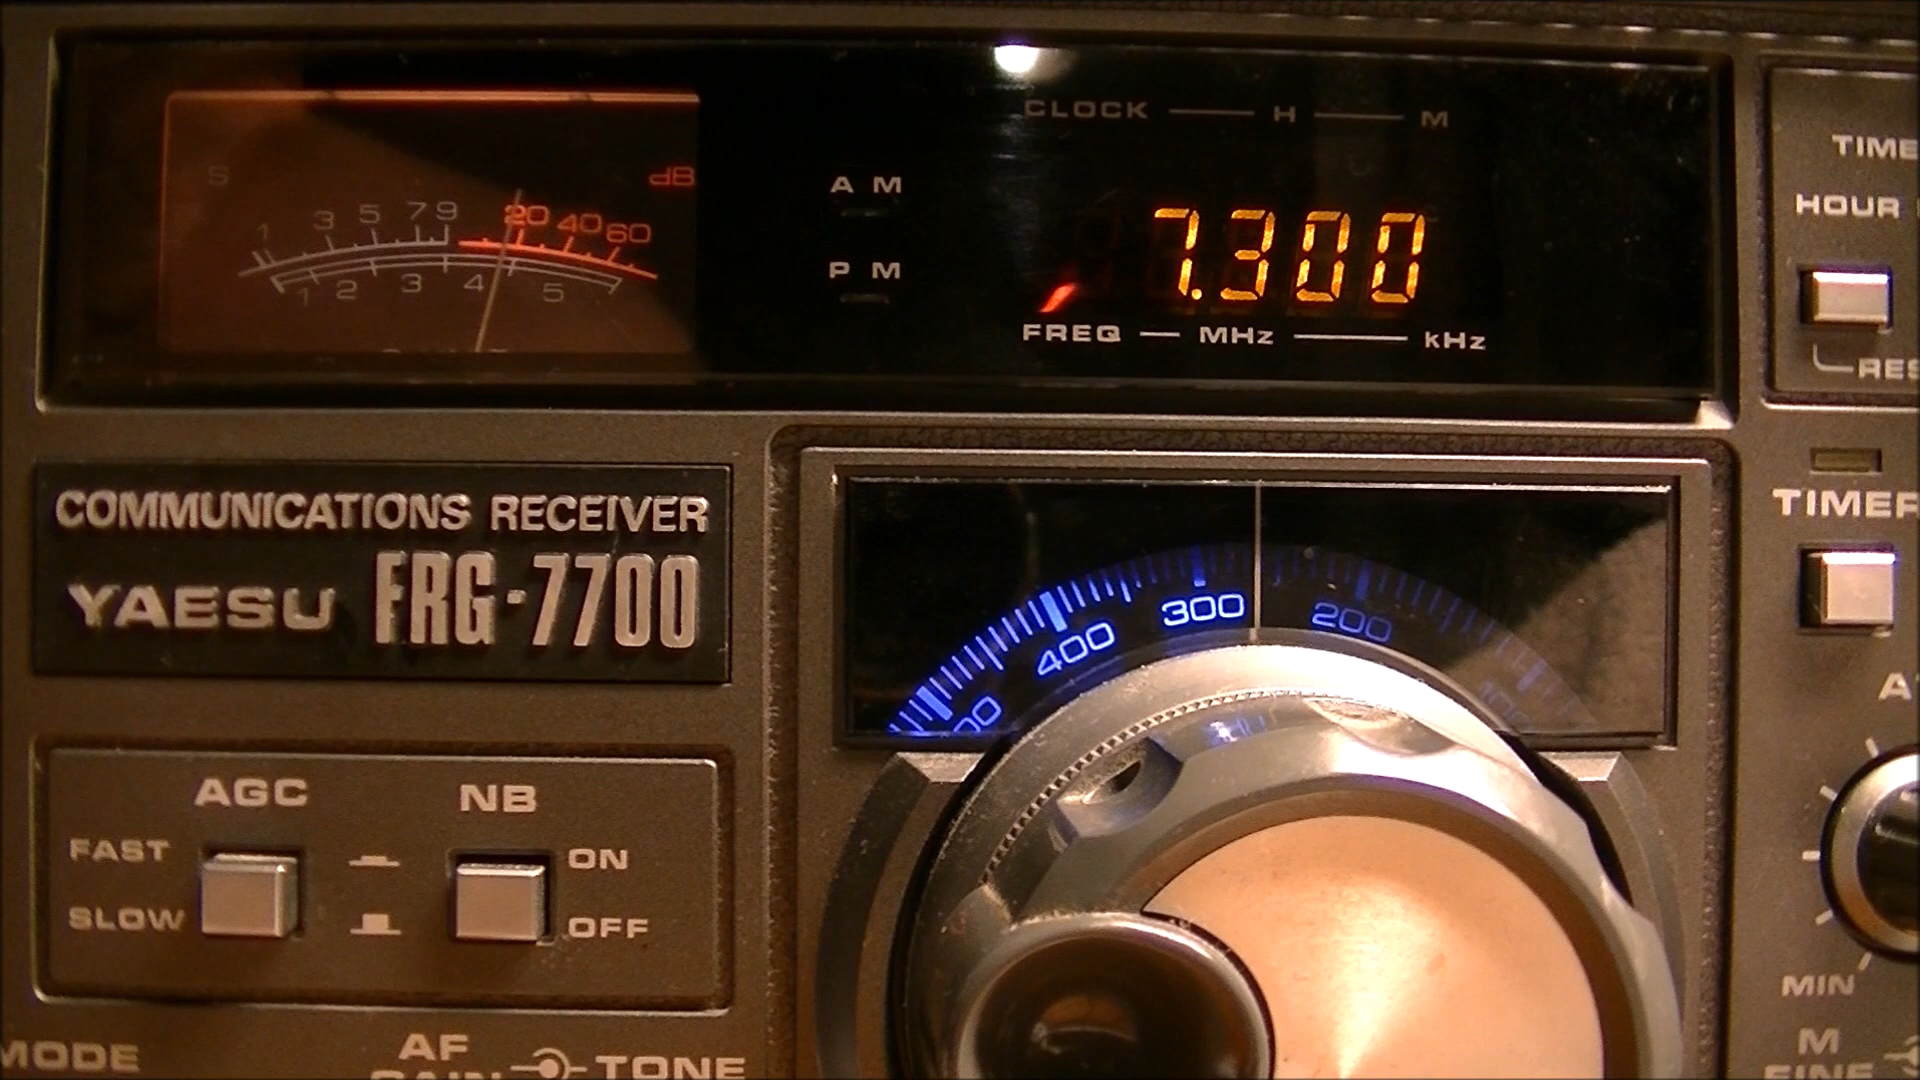 CLOCK H M
S dB
1 3 5 7 9 20 40 60
1 2 3 4 5
AM
PM
7.300
FREQ MHz kHz
HOUR
COMMUNICATIONS RECEIVER
YAESU FRG-7700
400 300 200 100
TIMER
AGC NB
FAST ON
SLOW OFF
MIN
MODE
AF
TONE
M
FINE